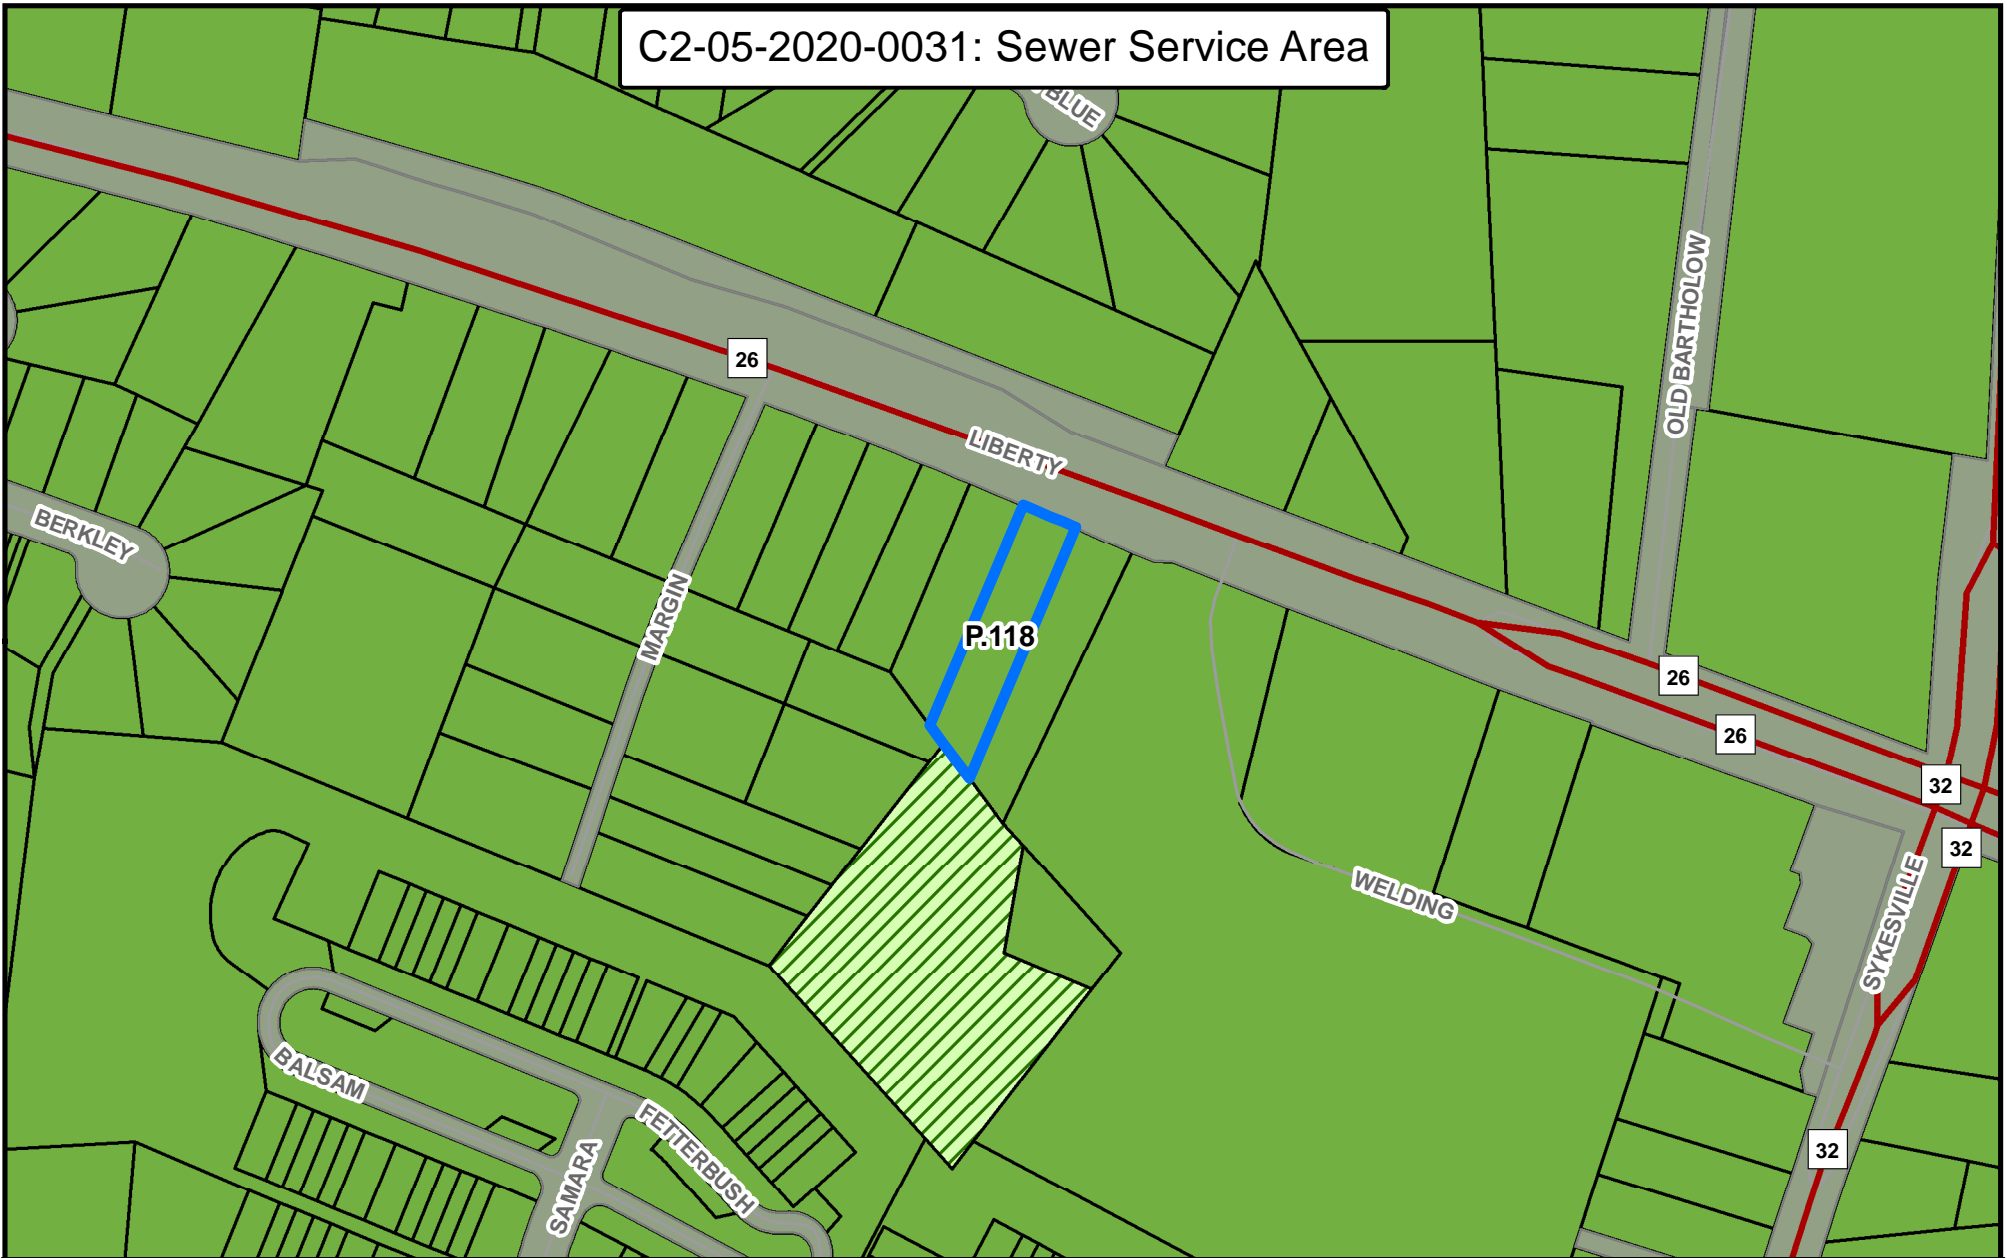 C2-05-2020-0031: Sewer Service Area
BLUE
OLD BARTHOLOW
26
LIBERTY
BERKLEY
MARGIN
P.118
26
26
32
32
WELDING
SYKESVILLE
BALSAM
FETTERBUSH
SAMARA
32